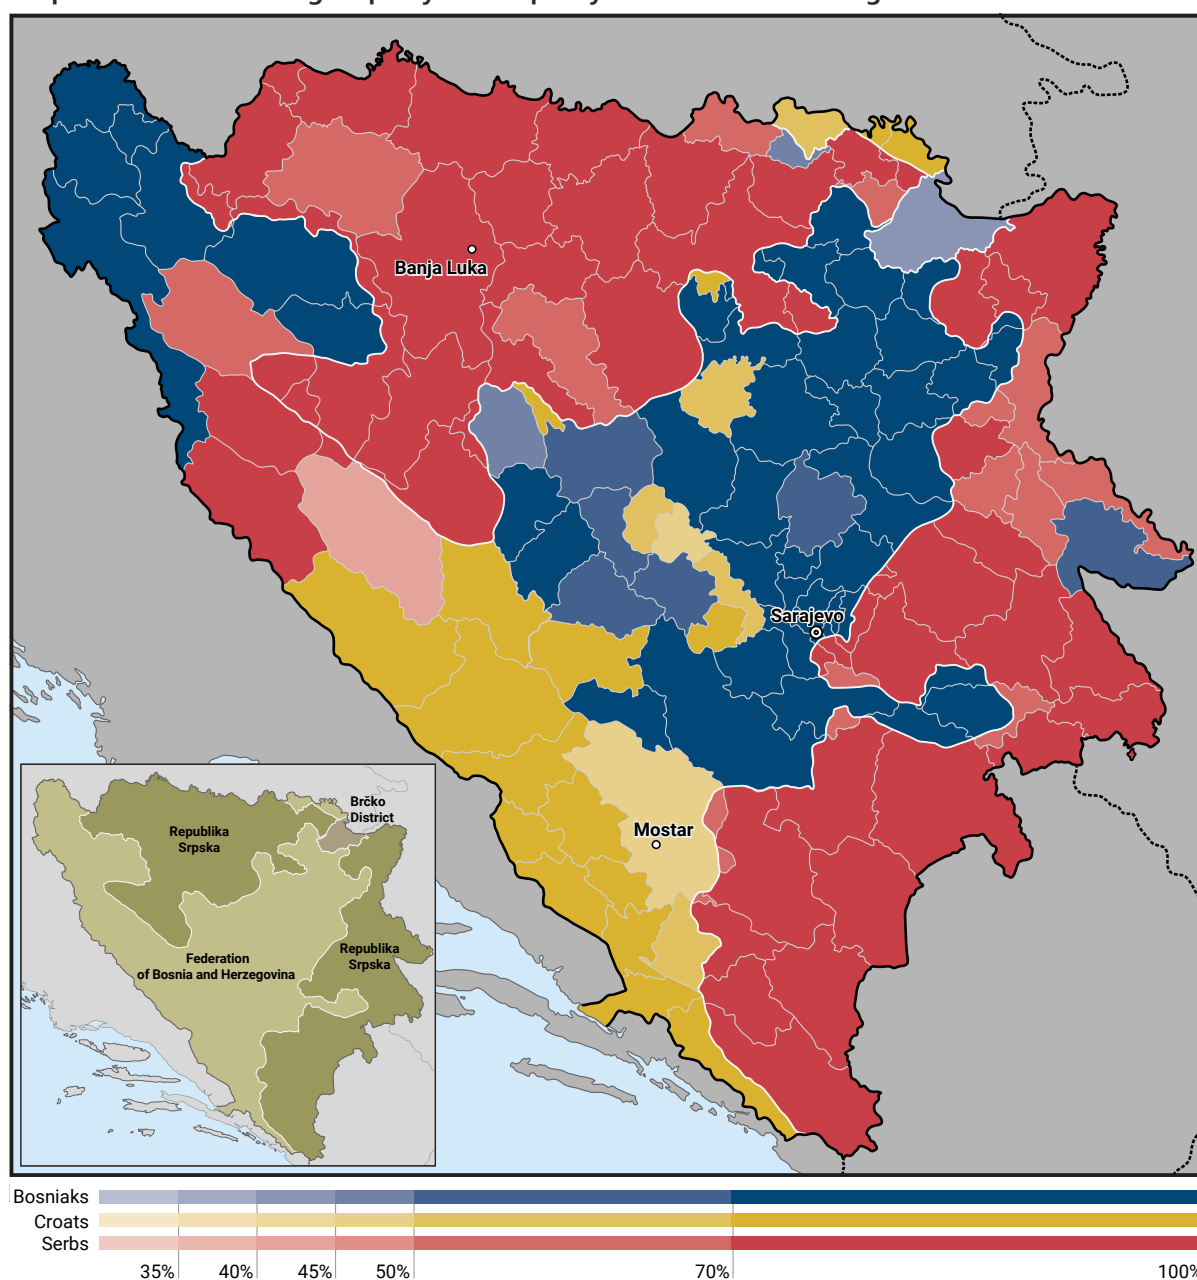 Banja Luka
Sarajevo
Mostar
Brčko
District
Republika
Srpska
Republika
Srpska
Federation
of Bosnia and Herzegovina
Bosniaks
Croats
Serbs
35%
40%
45%
50%
70%
100%